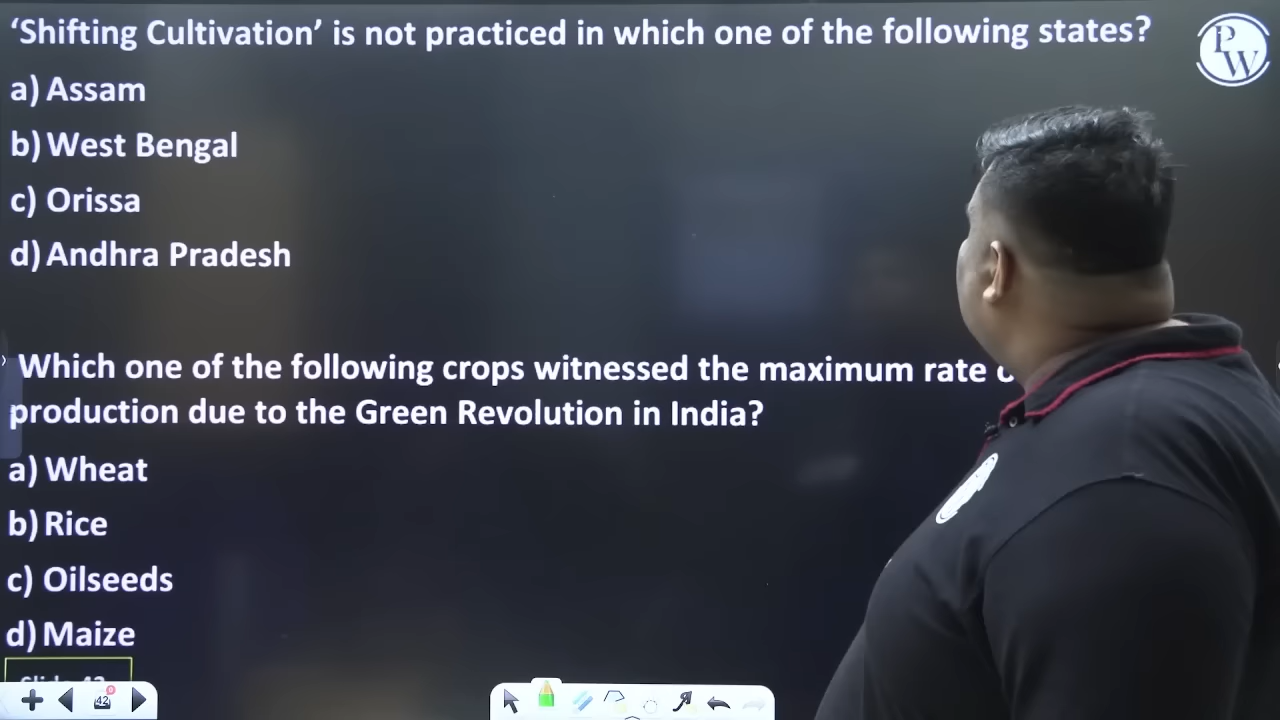 ‘Shifting Cultivation’ is not practiced in which one of the following states?
a) Assam
b) West Bengal
c) Orissa
d) Andhra Pradesh
Which one of the following crops witnessed the maximum rate
production due to the Green Revolution in India?
a) Wheat
b) Rice
c) Oilseeds
d) Maize
42
PW